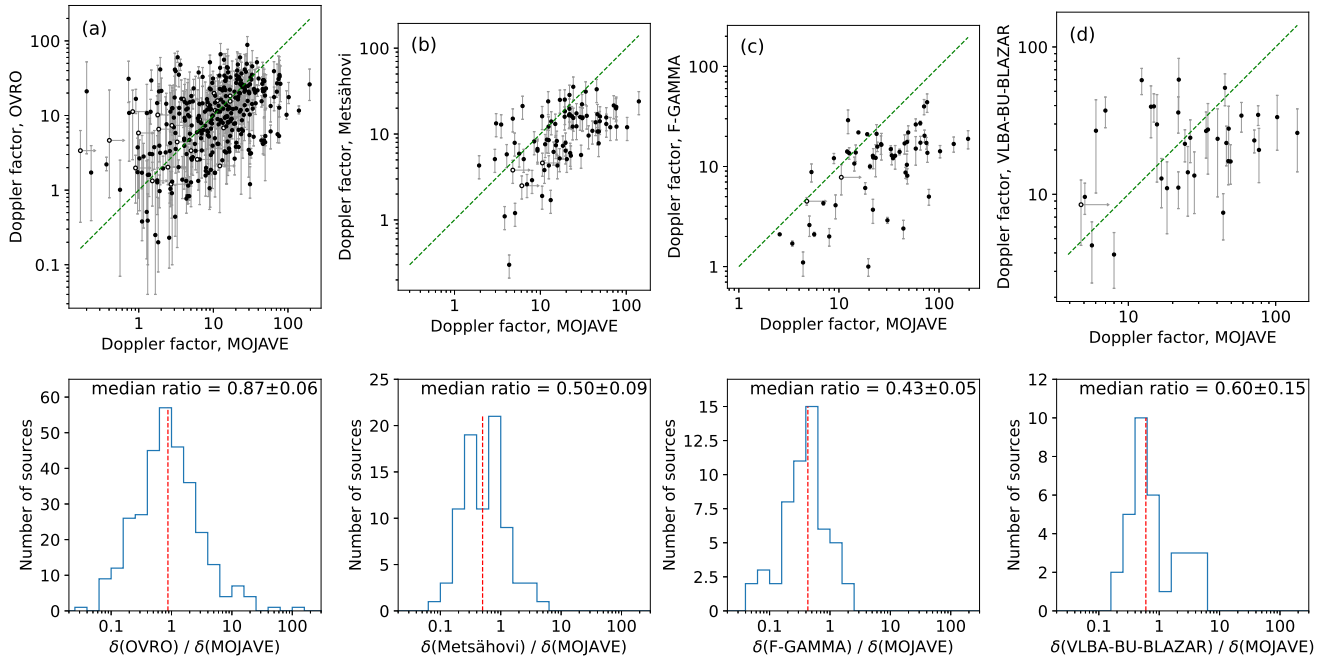 (a)
Doppler factor, OVRO
100
10
1
0.1
1
10
100
Doppler factor, MOJAVE
(b)
Doppler factor, Metsähovi
100
10
1
1
10
100
Doppler factor, MOJAVE
(c)
Doppler factor, F-GAMMA
100
10
1
1
10
100
Doppler factor, MOJAVE
(d)
Doppler factor, VLBA-BU-BLAZAR
100
10
10
100
Doppler factor, MOJAVE
median ratio = 0.87±0.06
Number of sources
60
50
40
30
20
10
0
0.1
1
10
100
δ(OVRO) / δ(MOJAVE)
median ratio = 0.50±0.09
Number of sources
25
20
15
10
5
0
0.1
1
10
100
δ(Metsähovi) / δ(MOJAVE)
median ratio = 0.43±0.05
Number of sources
15
12.5
10
7.5
5
2.5
0
0.1
1
10
100
δ(F-GAMMA) / δ(MOJAVE)
median ratio = 0.60±0.15
Number of sources
12
10
8
6
4
2
0
0.1
1
10
100
δ(VLBA-BU-BLAZAR) / δ(MOJAVE)